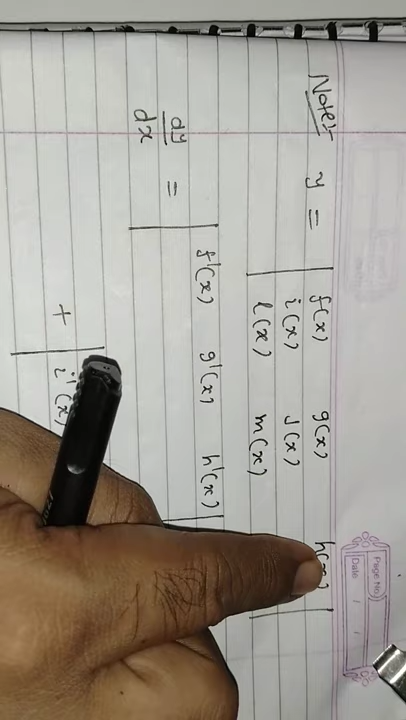 Page No.
Date / /
Note:
y = | f(x) g(x) h(x) |
i(x) J(x)
l(x) m(x)
dy/dx = | f'(x) g'(x) h'(x) |
+ | i'(x)